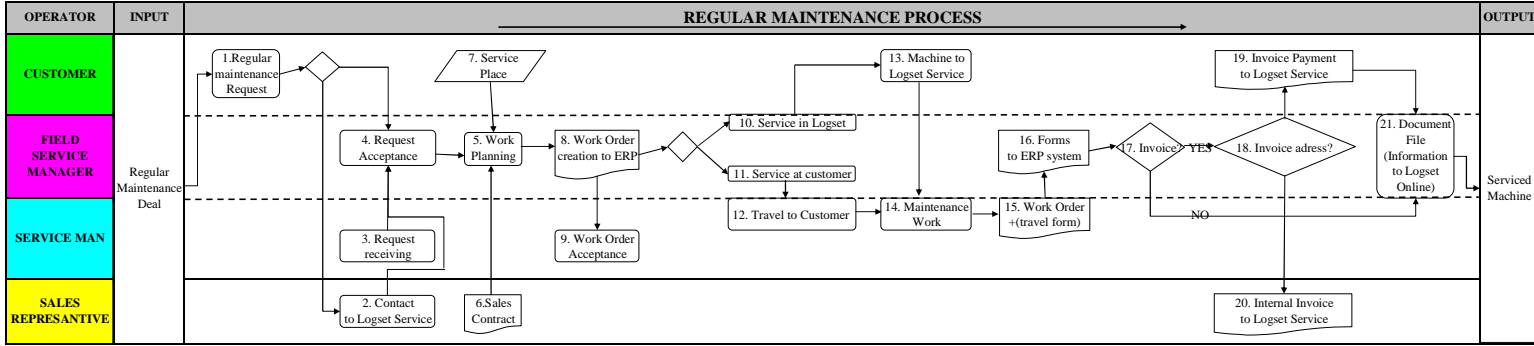 OPERATOR
INPUT
REGULAR MAINTENANCE PROCESS
OUTPUT
CUSTOMER
FIELD
SERVICE
MANAGER
SERVICE MAN
SALES
REPRESANTIVE
Regular
Maintenance
Deal
1.Regular
maintenance
Request
2. Contact
to Logset Service
3. Request
receiving
4. Request
Acceptance
5. Work
Planning
6.Sales
Contract
7. Service
Place
8. Work Order
creation to ERP
9. Work Order
Acceptance
10. Service in Logset
11. Service at customer
12. Travel to Customer
13. Machine to
Logset Service
14. Maintenance
Work
15. Work Order
+(travel form)
16. Forms
to ERP system
17. Invoice?
YES
NO
18. Invoice adress?
19. Invoice Payment
to Logset Service
20. Internal Invoice
to Logset Service
21. Document
File
(Information
to Logset
Online)
Serviced
Machine